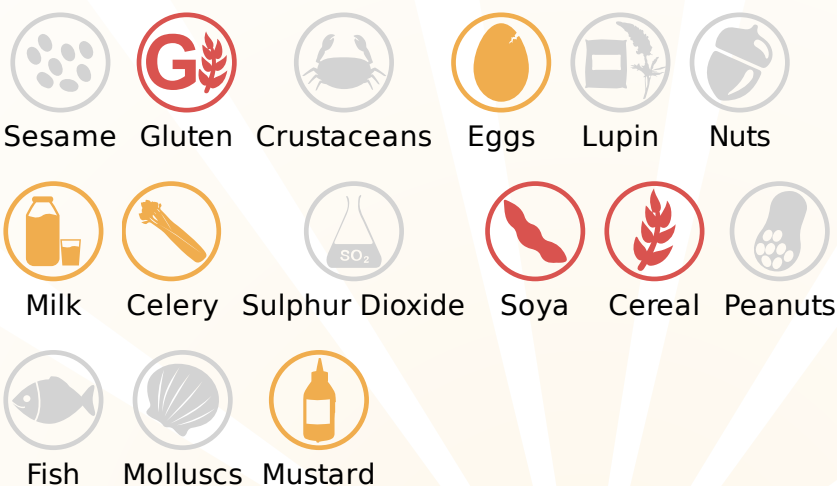 G
Sesame Gluten Crustaceans Eggs Lupin Nuts
SO₂
Milk Celery Sulphur Dioxide Soya Cereal Peanuts
Fish Molluscs Mustard